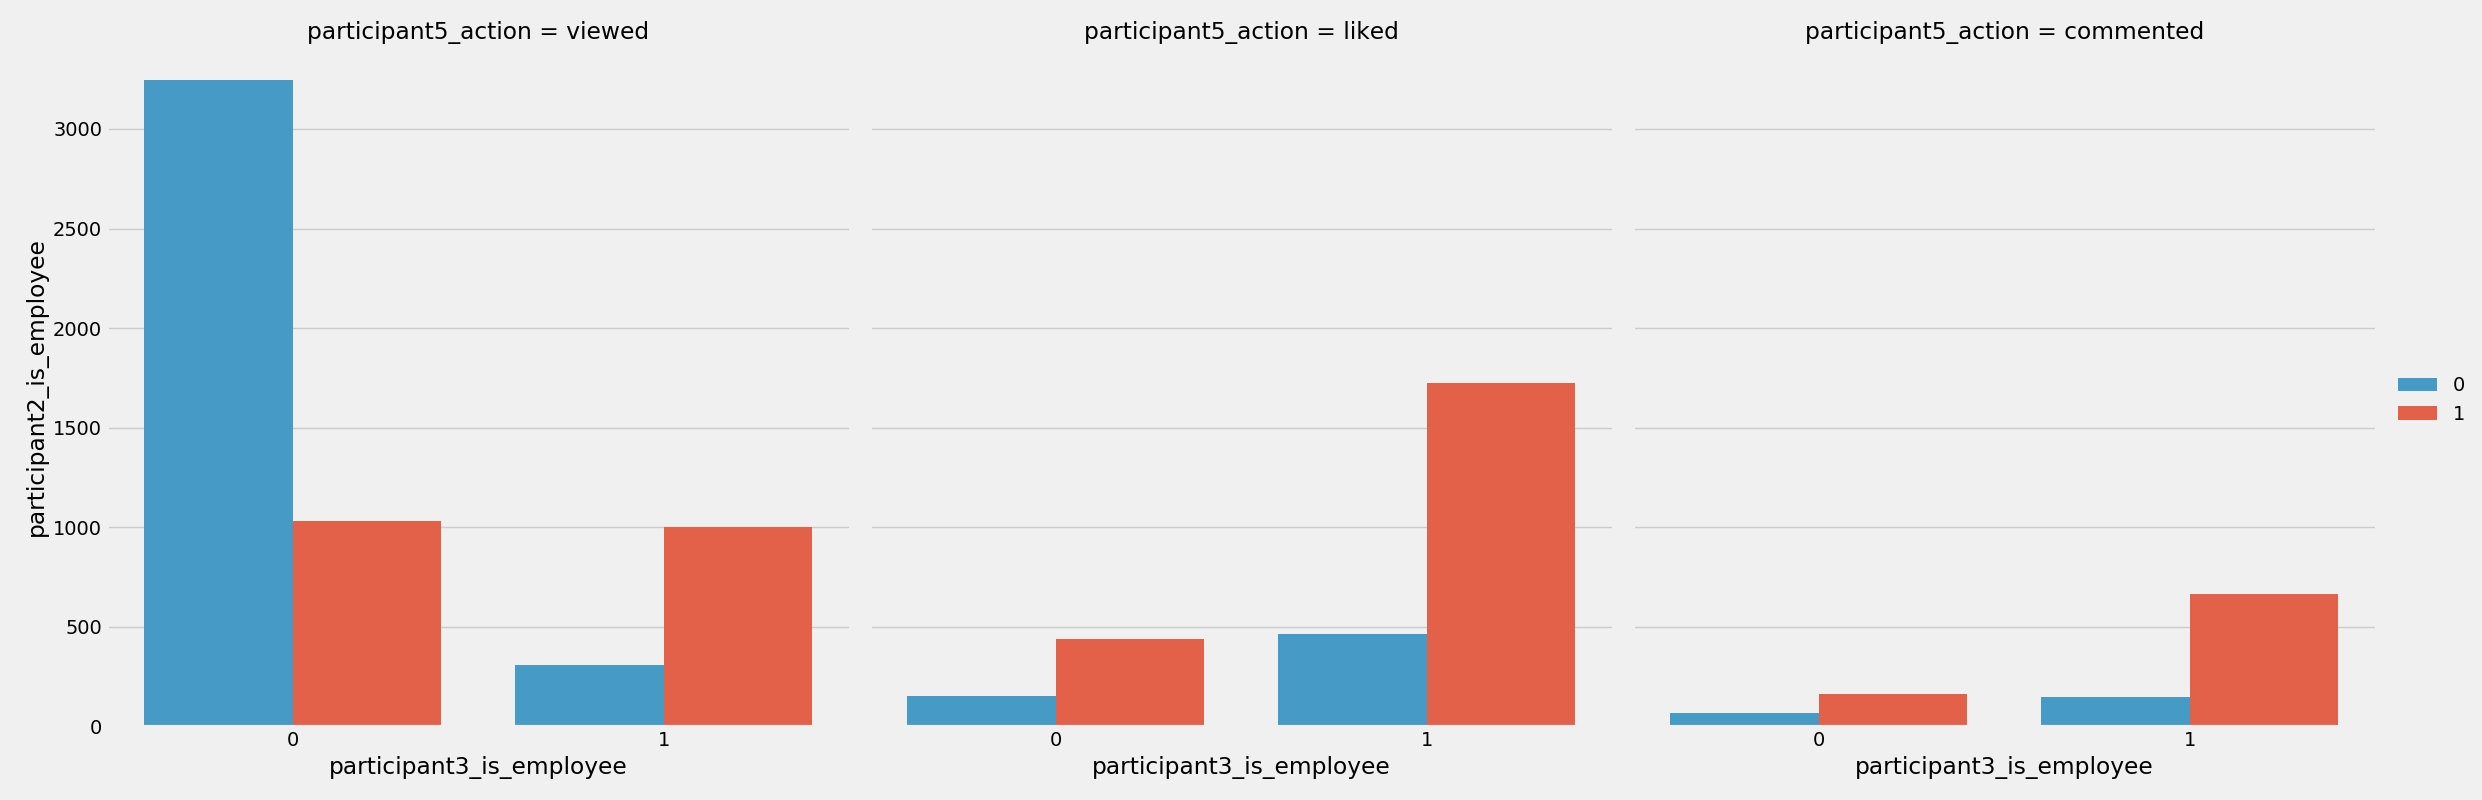 participant5_action = viewed
participant5_action = liked
participant5_action = commented
participant2_is_employee
3000
2500
2000
1500
1000
500
0
0 1
0 1
0 1
participant3_is_employee
participant3_is_employee
participant3_is_employee
0
1